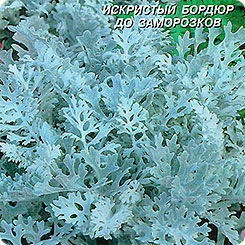 ИСКРИСТЫЙ БОРДЮР
ДО ЗАМОРОЗКОВ